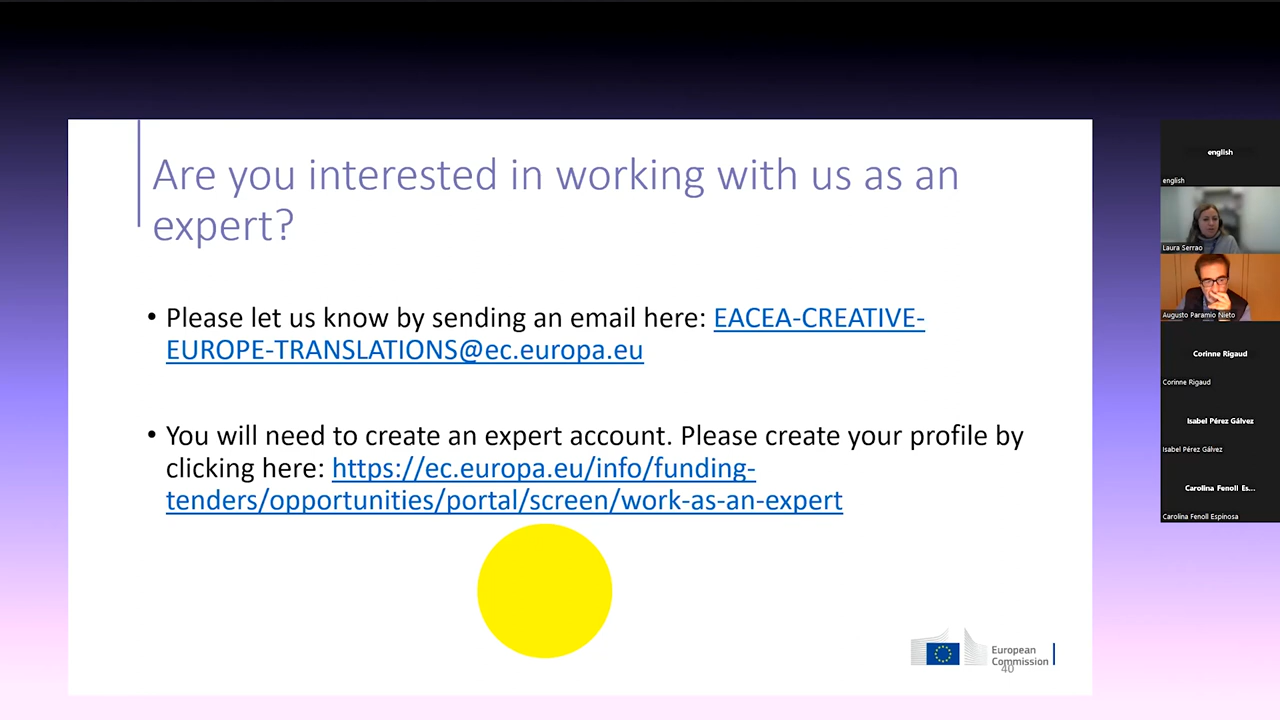 Are you interested in working with us as an
expert?
• Please let us know by sending an email here: EACEA-CREATIVE-
EUROPE-TRANSLATIONS@ec.europa.eu
• You will need to create an expert account. Please create your profile by
clicking here: https://ec.europa.eu/info/funding-
tenders/opportunities/portal/screen/work-as-an-expert
European
Commission
40
english
english
Laura Serrao
Augusto Paramio Nieto
Corinne Rigaud
Corinne Rigaud
Isabel Pérez Gálvez
Isabel Pérez Gálvez
Carolina Fenoll Es...
Carolina Fenoll Espinosa